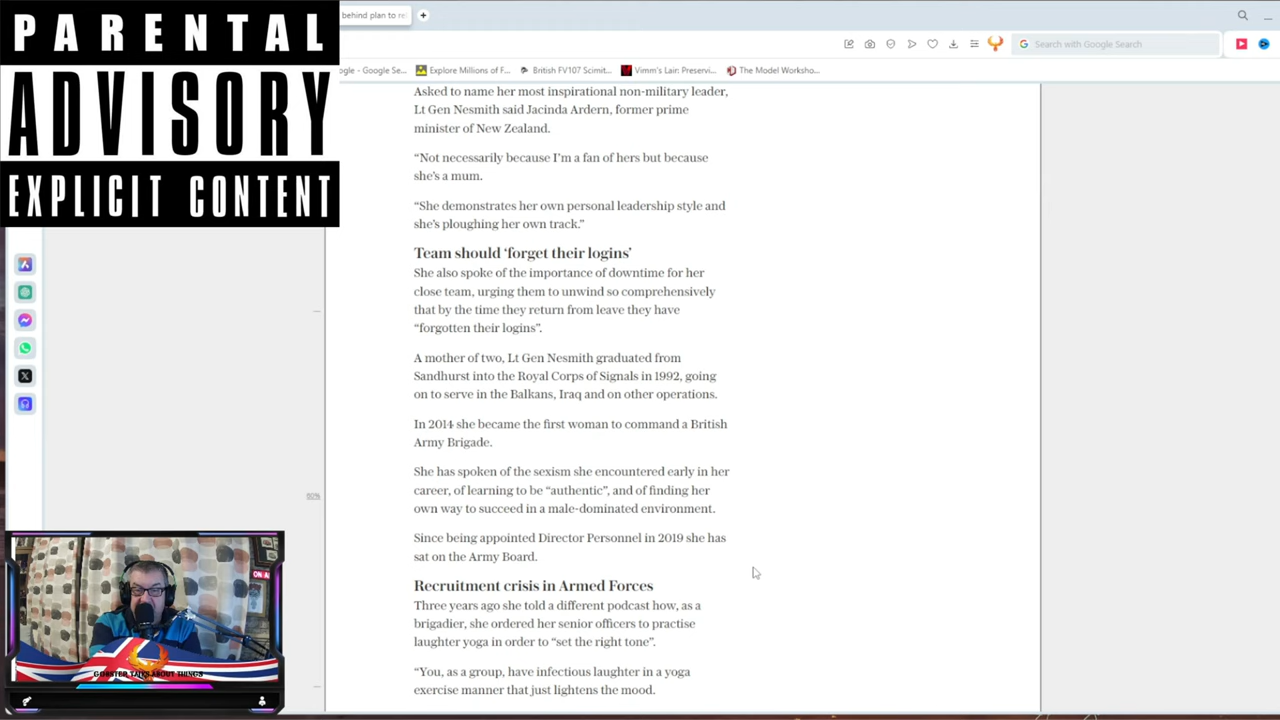 PARENTAL
ADVISORY
EXPLICIT CONTENT
behind plan to re
Search with Google Search
ogle - Google Se...
Explore Millions of F...
British FV107 Scimit...
Vimm's Lair: Preservi...
The Model Worksho...
Asked to name her most inspirational non-military leader,
Lt Gen Nesmith said Jacinda Ardern, former prime
minister of New Zealand.
“Not necessarily because I’m a fan of hers but because
she’s a mum.
“She demonstrates her own personal leadership style and
she’s ploughing her own track.”
Team should ‘forget their logins’
She also spoke of the importance of downtime for her
close team, urging them to unwind so comprehensively
that by the time they return from leave they have
“forgotten their logins”.
A mother of two, Lt Gen Nesmith graduated from
Sandhurst into the Royal Corps of Signals in 1992, going
on to serve in the Balkans, Iraq and on other operations.
In 2014 she became the first woman to command a British
Army Brigade.
She has spoken of the sexism she encountered early in her
career, of learning to be “authentic”, and of finding her
own way to succeed in a male-dominated environment.
Since being appointed Director Personnel in 2019 she has
sat on the Army Board.
Recruitment crisis in Armed Forces
Three years ago she told a different podcast how, as a
brigadier, she ordered her senior officers to practise
laughter yoga in order to “set the right tone”.
“You, as a group, have infectious laughter in a yoga
exercise manner that just lightens the mood.
TALKS ABOUT THINGS